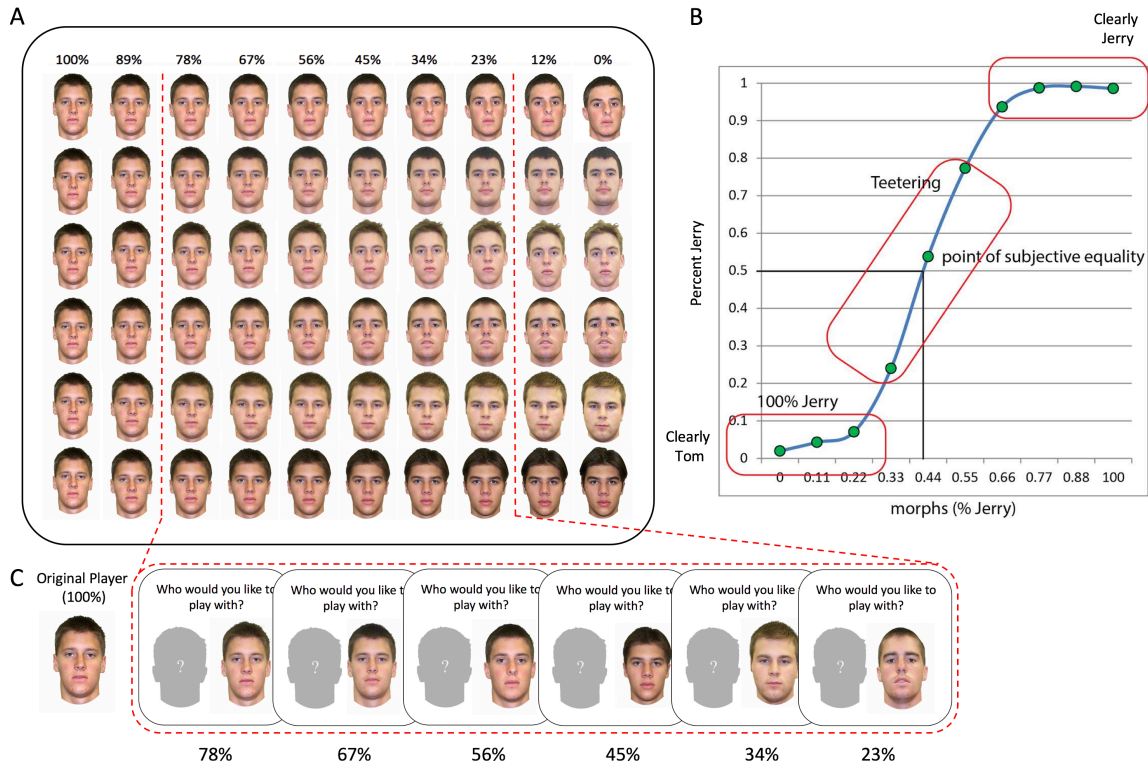 A
100% 89% 78% 67% 56% 45% 34% 23% 12% 0%
B
Clearly
Jerry
1
0.9
0.8
0.7
0.6
0.5
0.4
0.3
0.2
0.1
0
Percent Jerry
Teetering
point of subjective equality
100% Jerry
Clearly
Tom
0 0.11 0.22 0.33 0.44 0.55 0.66 0.77 0.88 100
morphs (% Jerry)
C
Original Player
(100%)
Who would you like to
play with?
?
Who would you like to
play with?
?
Who would you like to
play with?
?
Who would you like to
play with?
?
Who would you like to
play with?
?
Who would you like to
play with?
?
78% 67% 56% 45% 34% 23%